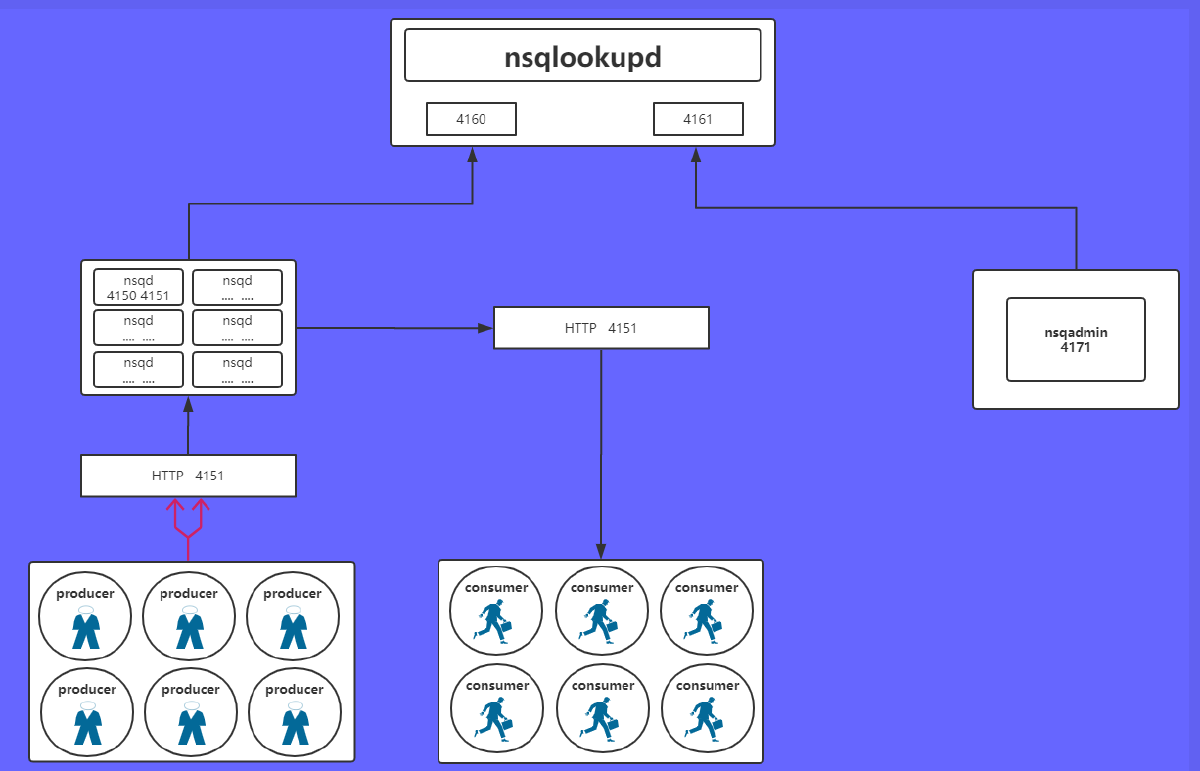 nsqlookupd
4160
4161
nsqd
4150 4151
nsqd
.... ....
nsqd
.... ....
nsqd
.... ....
nsqd
.... ....
nsqd
.... ....
HTTP 4151
nsqadmin
4171
HTTP 4151
producer
producer
producer
producer
producer
producer
consumer
consumer
consumer
consumer
consumer
consumer